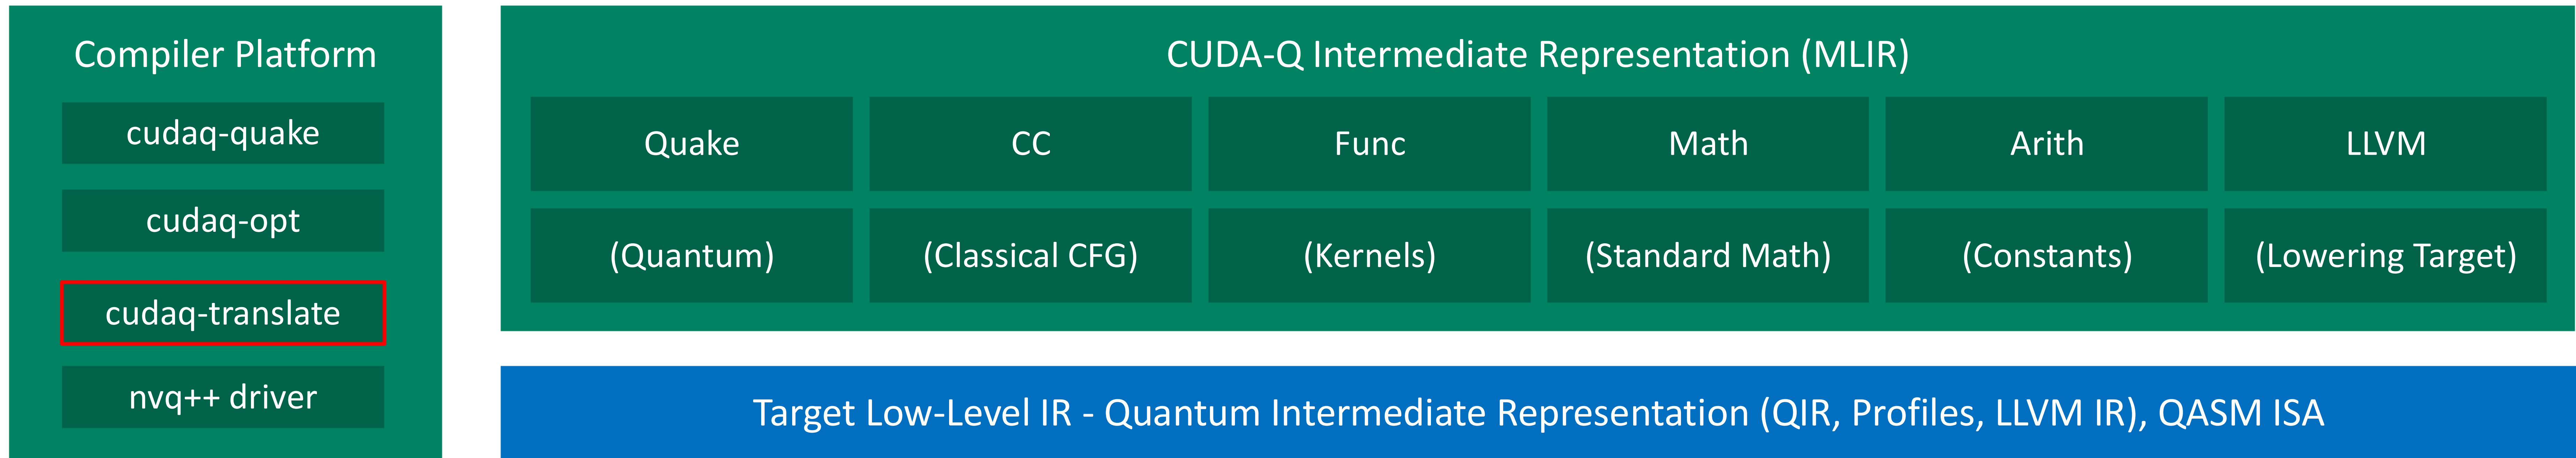 Compiler Platform
cudaq-quake
cudaq-opt
cudaq-translate
nvq++ driver
CUDA-Q Intermediate Representation (MLIR)
Quake
CC
Func
Math
Arith
LLVM
(Quantum)
(Classical CFG)
(Kernels)
(Standard Math)
(Constants)
(Lowering Target)
Target Low-Level IR - Quantum Intermediate Representation (QIR, Profiles, LLVM IR), QASM ISA